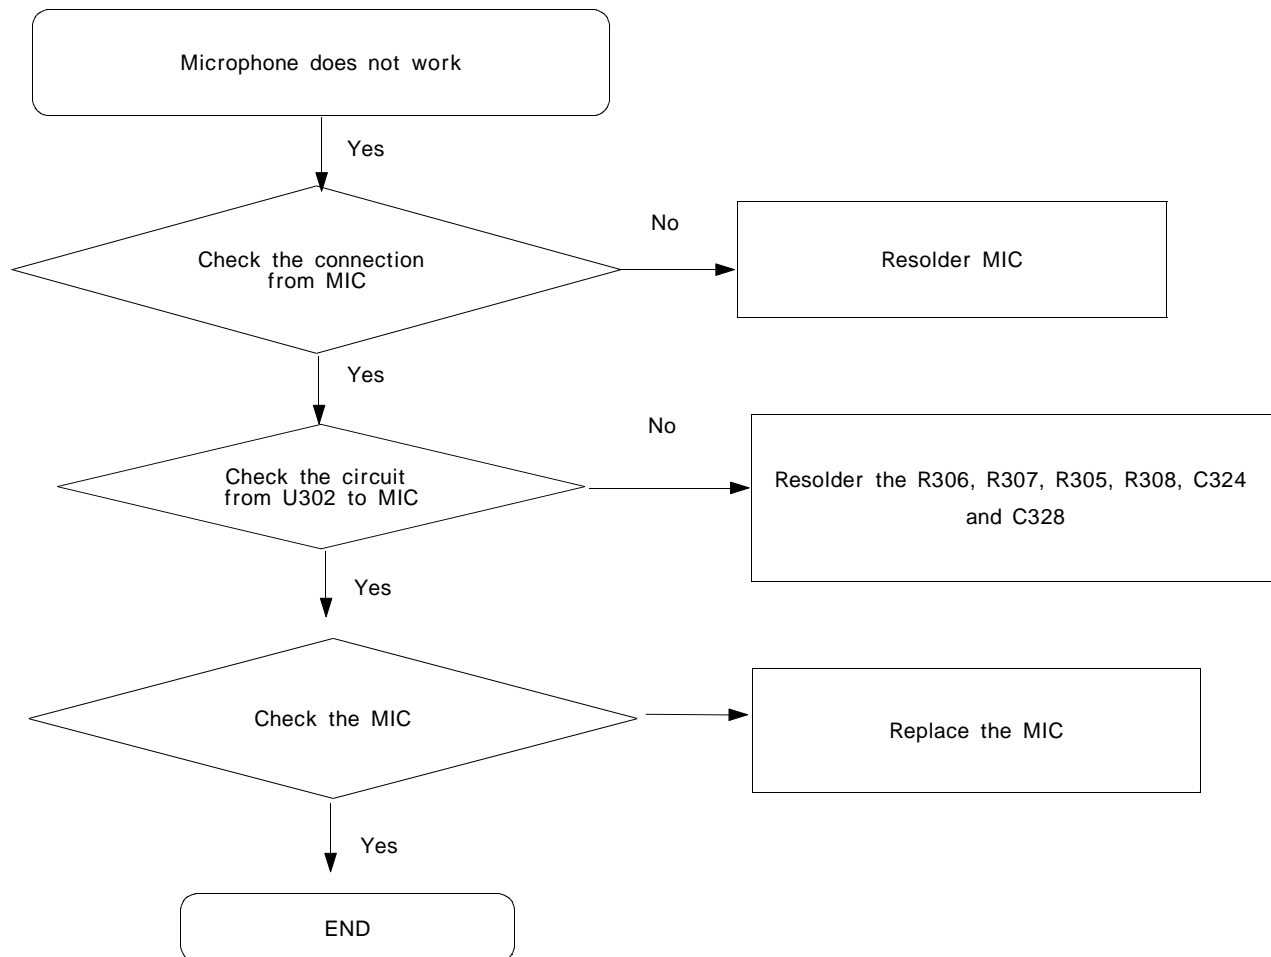 Microphone does not work
Yes
Check the connection
from MIC
No
Resolder MIC
Yes
Check the circuit
from U302 to MIC
No
Resolder the R306, R307, R305, R308, C324
and C328
Yes
Check the MIC
Replace the MIC
Yes
END